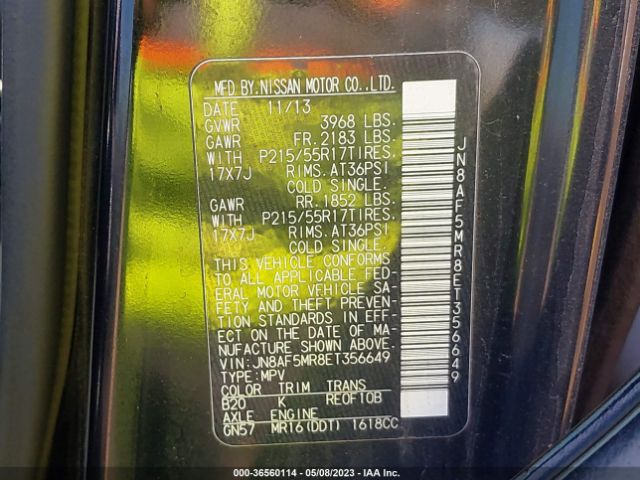 MFD.BY.NISSAN MOTOR CO.,LTD.
DATE 11/13
GVWR 3968 LBS.
GAWR FR.2183 LBS.
WITH P215/55R17TIRES.
17X7J RIMS.AT36PSI
COLD SINGLE.
GAWR RR.1852 LBS.
WITH P215/55R17TIRES.
17X7J RIMS.AT36PSI
COLD SINGLE.
THIS VEHICLE CONFORMS
TO ALL APPLICABLE FED-
ERAL MOTOR VEHICLE SA-
FETY AND THEFT PREVEN-
TION STANDARDS IN EFF-
ECT ON THE DATE OF MA-
NUFACTURE SHOWN ABOVE.
VIN:JN8AF5MR8ET356649
TYPE:MPV
COLOR TRIM TRANS
B20 K RE0F10B
AXLE ENGINE
GN57 MR16(DDT) 1618CC
JN8AF5MR8ET356649
000-36560114 - 05/08/2023 - IAA Inc.